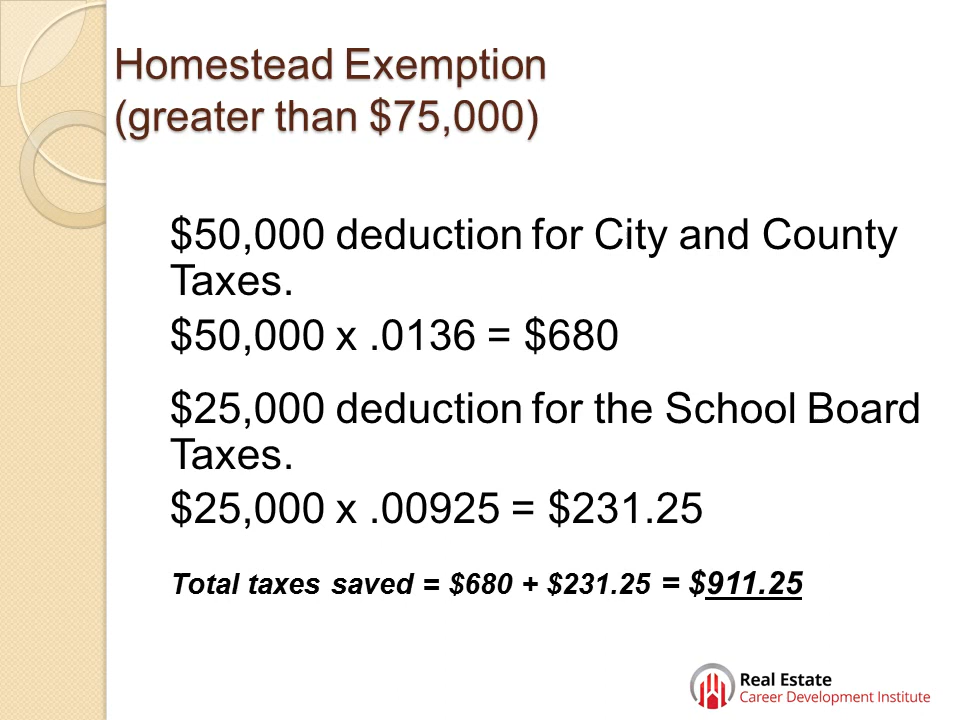 Homestead Exemption
(greater than $75,000)
$50,000 deduction for City and County
Taxes.
$50,000 x .0136 = $680
$25,000 deduction for the School Board
Taxes.
$25,000 x .00925 = $231.25
Total taxes saved = $680 + $231.25 = $911.25
Real Estate
Career Development Institute